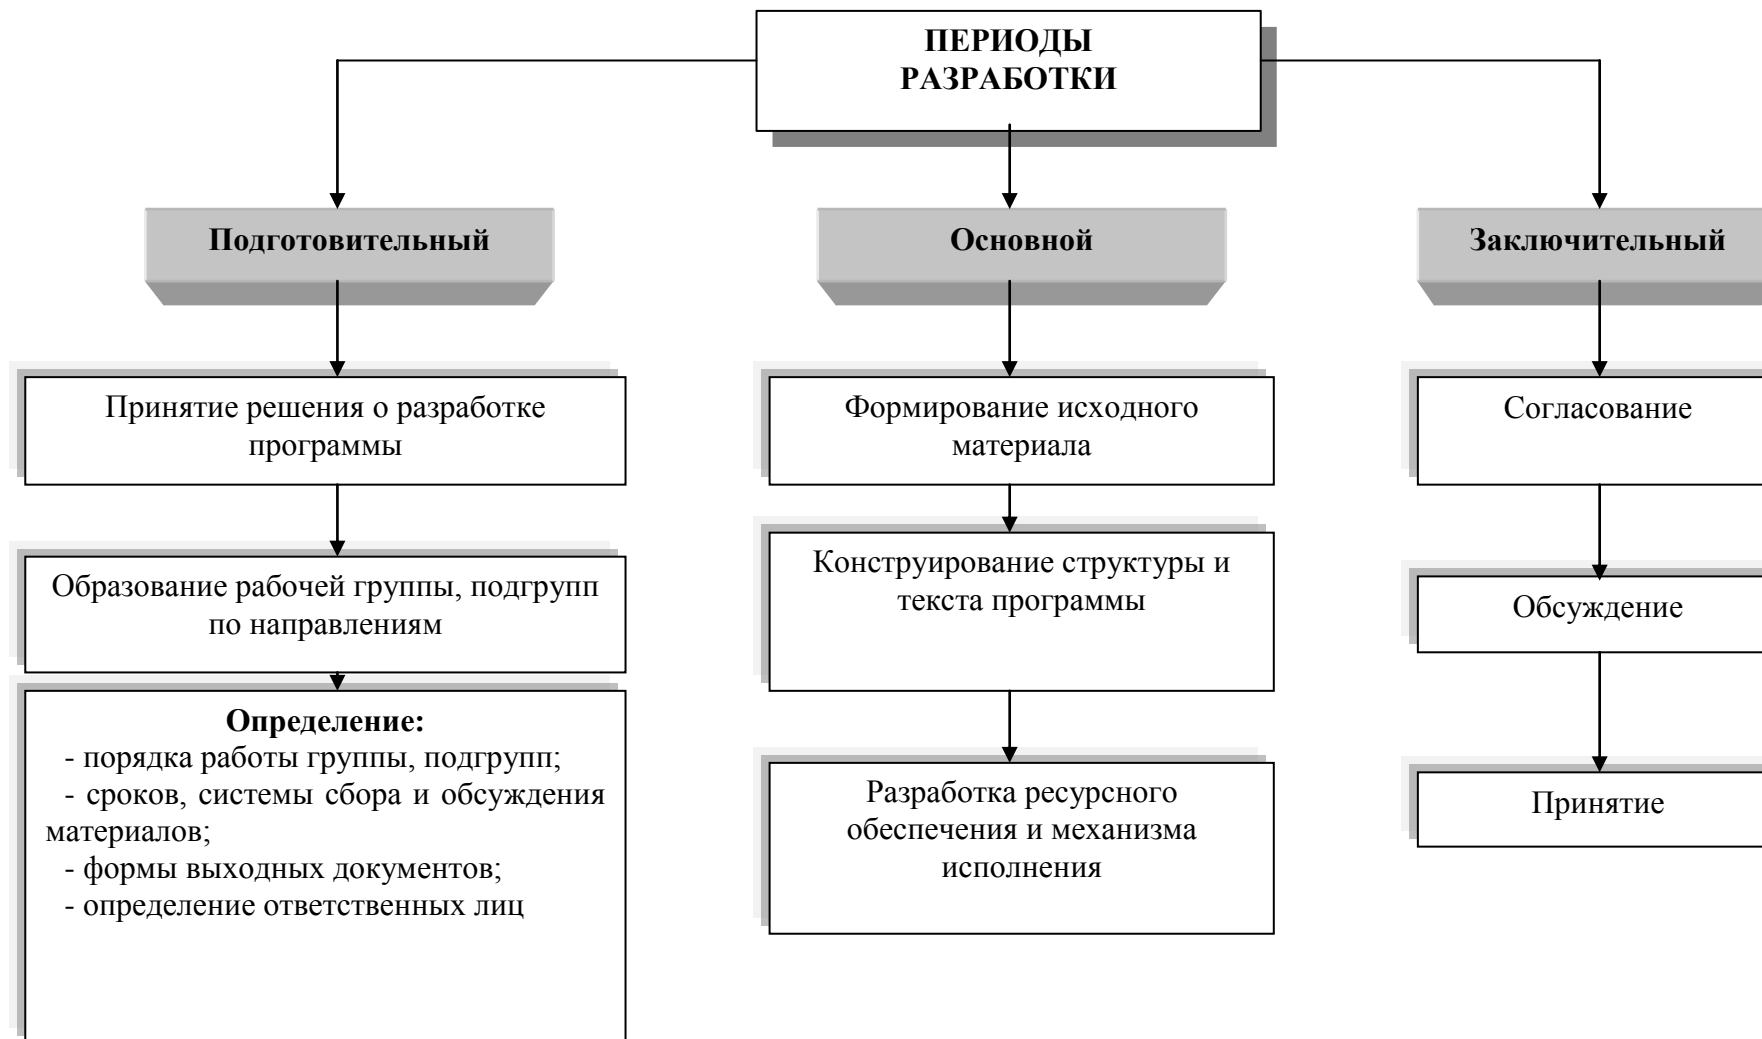 ПЕРИОДЫ
РАЗРАБОТКИ
Подготовительный
Принятие решения о разработке
программы
Образование рабочей группы, подгрупп
по направлениям
Определение:
- порядка работы группы, подгрупп;
- сроков, системы сбора и обсуждения
материалов;
- формы выходных документов;
- определение ответственных лиц
Основной
Формирование исходного
материала
Конструирование структуры и
текста программы
Разработка ресурсного
обеспечения и механизма
исполнения
Заключительный
Согласование
Обсуждение
Принятие